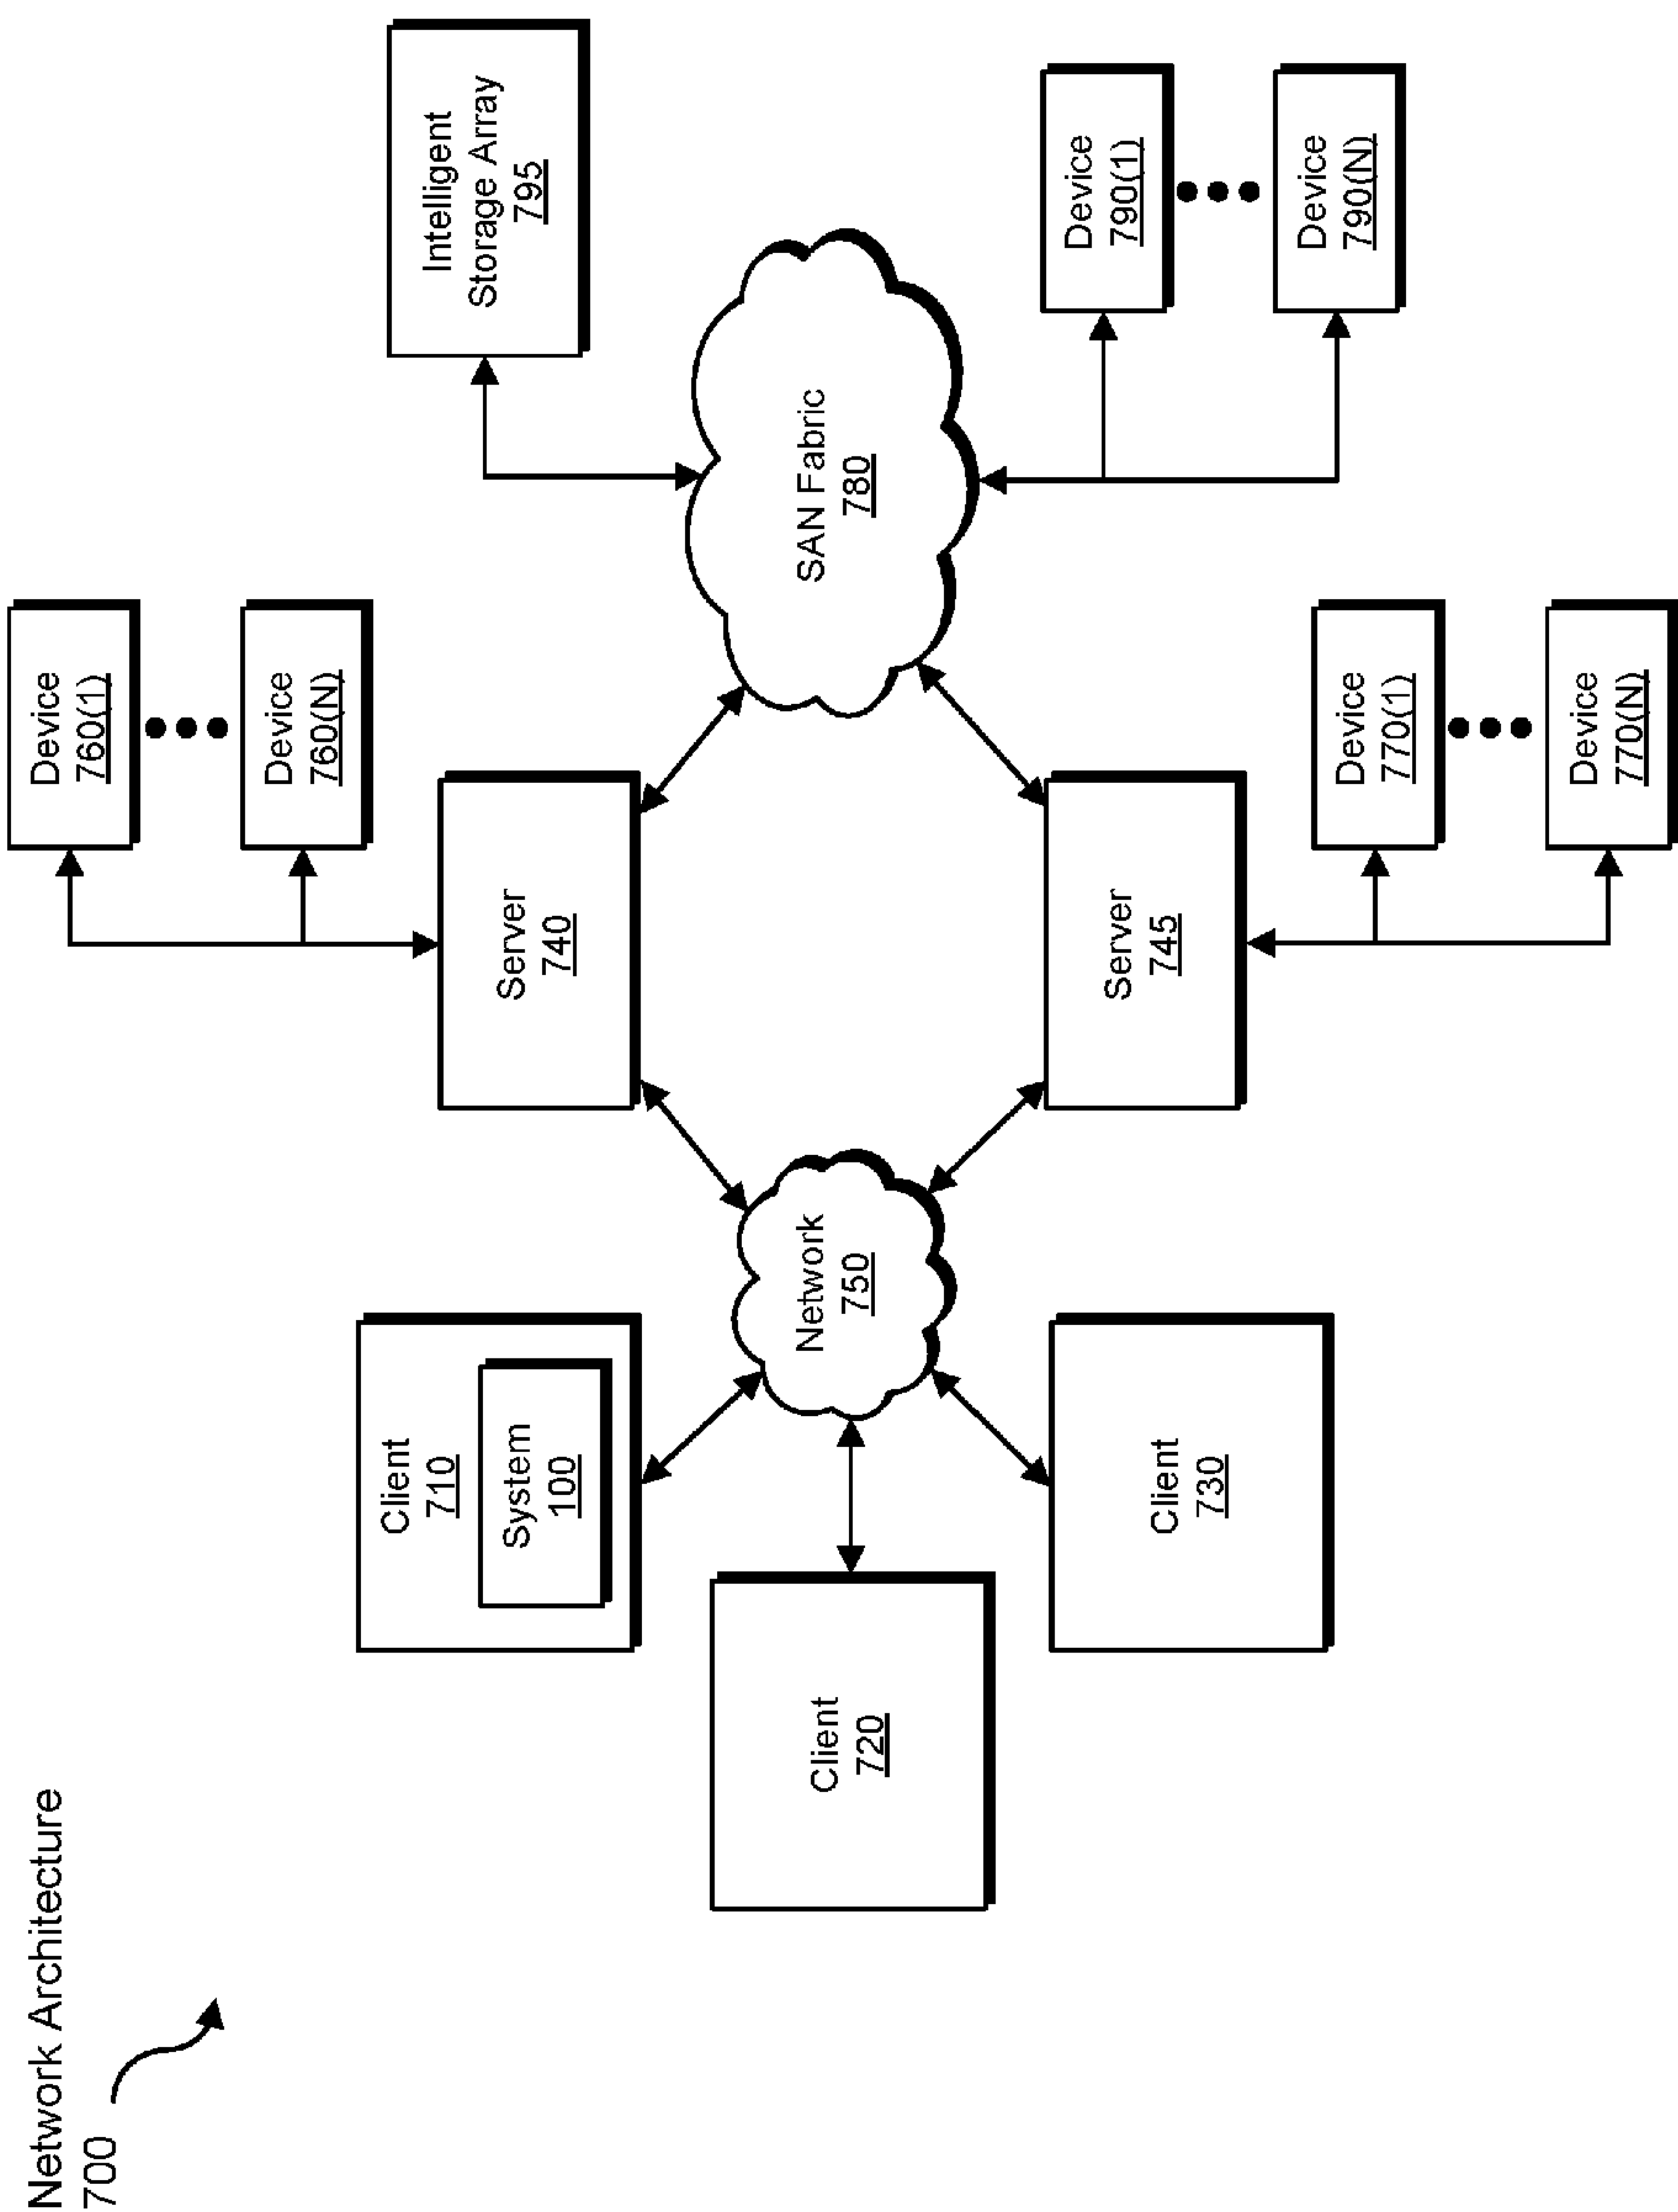 Network Architecture
700
Client
710
System
100
Client
720
Client
730
Network
750
Server
740
Server
745
Device
760(1)
Device
760(N)
Device
770(1)
Device
770(N)
SAN Fabric
780
Intelligent
Storage Array
795
Device
790(1)
Device
790(N)